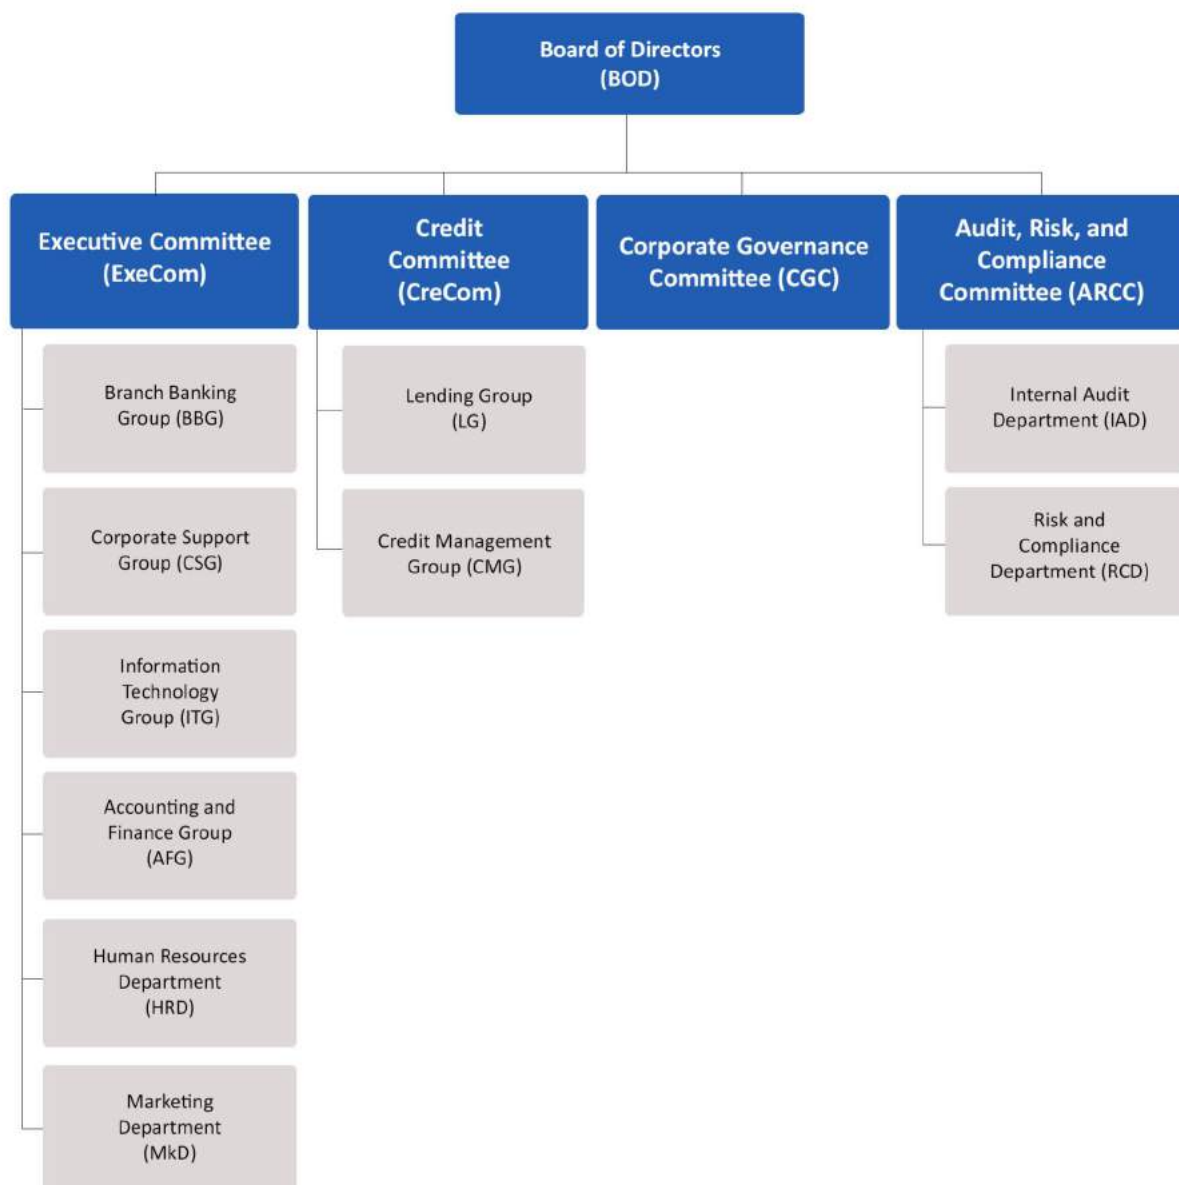 Board of Directors
(BOD)
Executive Committee
(ExeCom)
Credit
Committee
(CreCom)
Corporate Governance
Committee (CGC)
Audit, Risk, and
Compliance
Committee (ARCC)
Branch Banking
Group (BBG)
Corporate Support
Group (CSG)
Information
Technology
Group (ITG)
Accounting and
Finance Group
(AFG)
Human Resources
Department
(HRD)
Marketing
Department
(MkD)
Lending Group
(LG)
Credit Management
Group (CMG)
Internal Audit
Department (IAD)
Risk and
Compliance
Department (RCD)